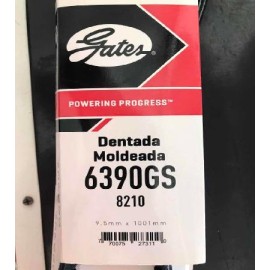 Gates
POWERING PROGRESS™
Dentada
Moldeada
6390GS
8210
9.5mm x 1001mm